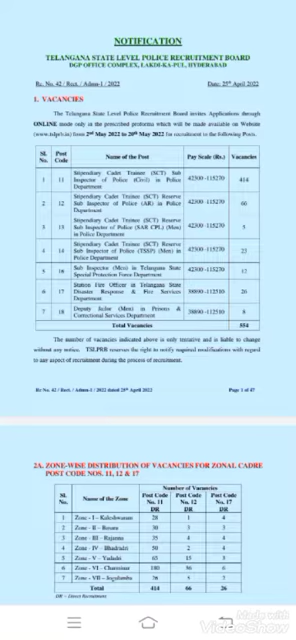 NOTIFICATION
TELANGANA STATE LEVEL POLICE RECRUITMENT BOARD
DGP OFFICE COMPLEX, LAKDI-KA-PUL, HYDERABAD
Rc. No. 42 / Rect. / Admn-1 / 2022 Date: 25th April 2022
1. VACANCIES
The Telangana State Level Police Recruitment Board invites Applications through
ONLINE mode only in the prescribed proforma which will be made available on Website
(www.tslprb.in) from 2nd May 2022 to 20th May 2022 for recruitment to the following Posts.
Sl. No. Post Code Name of the Post Pay Scale (Rs.) Vacancies
1 11 Stipendiary Cadet Trainee (SCT) Sub Inspector of Police (Civil) in Police Department 42300-115270 414
2 12 Stipendiary Cadet Trainee (SCT) Reserve Sub Inspector of Police (AR) in Police Department 42300-115270 66
3 13 Stipendiary Cadet Trainee (SCT) Reserve Sub Inspector of Police (SAR CPL) (Men) in Police Department 42300-115270 5
4 14 Stipendiary Cadet Trainee (SCT) Reserve Sub Inspector of Police (TSSP) (Men) in Police Department 42300-115270 23
5 16 Sub Inspector (Men) in Telangana State Special Protection Force Department 42300-115270 12
6 17 Station Fire Officer in Telangana State Disaster Response & Fire Services Department 38890-112510 26
7 18 Deputy Jailor (Men) in Prisons & Correctional Services Department 38890-112510 8
Total Vacancies 554
The number of vacancies indicated above is only tentative and is liable to change
without any notice. TSLPRB reserves the right to notify required modifications with regard
to any aspect of recruitment during the process of recruitment.
Rc No. 42 / Rect. / Admn-1 / 2022 dated 25th April 2022 Page 1 of 47
2A. ZONE-WISE DISTRIBUTION OF VACANCIES FOR ZONAL CADRE
POST CODE NOS. 11, 12 & 17
Sl. No. Name of the Zone Number of Vacancies
Post Code No. 11 DR Post Code No. 12 DR Post Code No. 17 DR
1 Zone - I - Kaleshwaram 28 1 4
2 Zone - II - Basara 30 3 3
3 Zone - III - Rajanna 35 4 4
4 Zone - IV - Bhadradri 50 2 4
5 Zone - V - Yadadri 65 3
6 Zone - VI - Charminar 180 6
7 Zone - VII - Jogulamba 26 5 2
Total 414 66 26
DR = Direct Recruitment
Made with
VideoShow